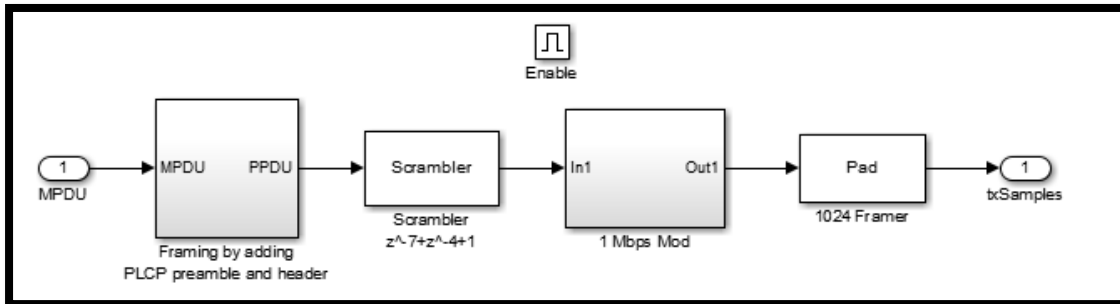 Enable
1
MPDU
MPDU PPDU
Framing by adding
PLCP preamble and header
Scrambler
Scrambler
z^-7+z^-4+1
In1 Out1
1 Mbps Mod
Pad
1024 Framer
1
txSamples